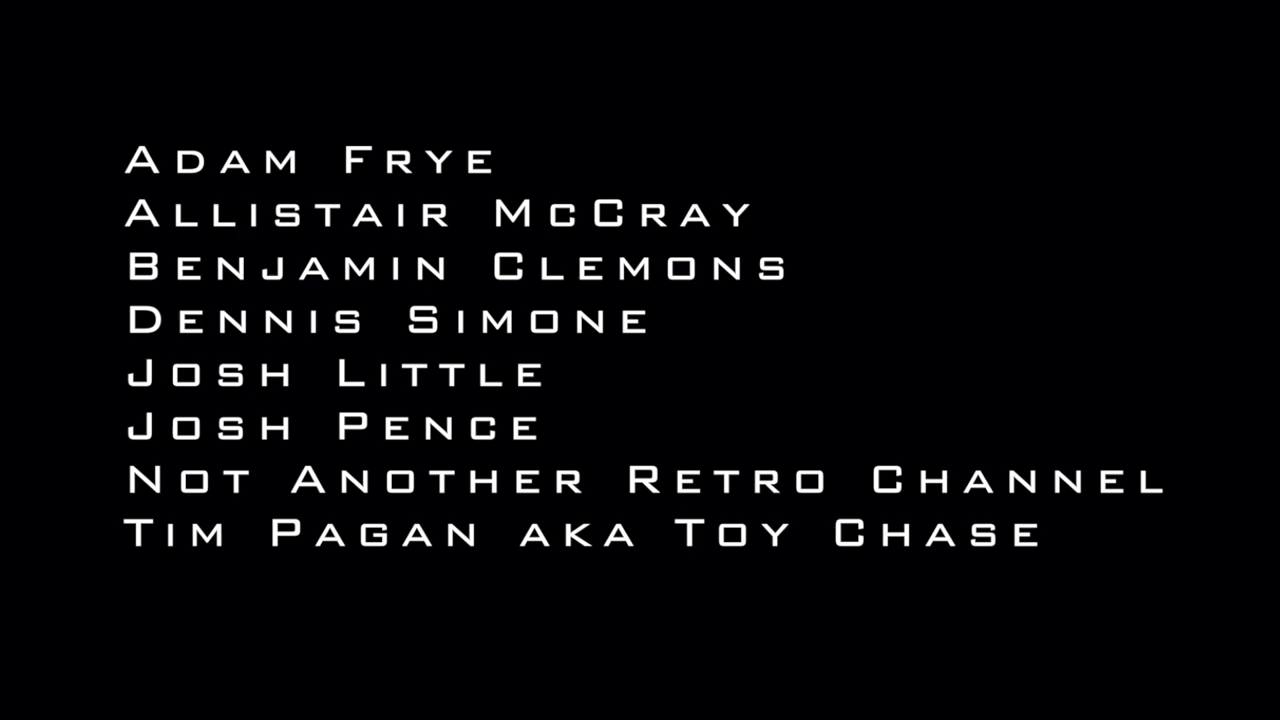 Adam Frye
Allistair McCray
Benjamin Clemons
Dennis Simone
Josh Little
Josh Pence
Not Another Retro Channel
Tim Pagan aka Toy Chase